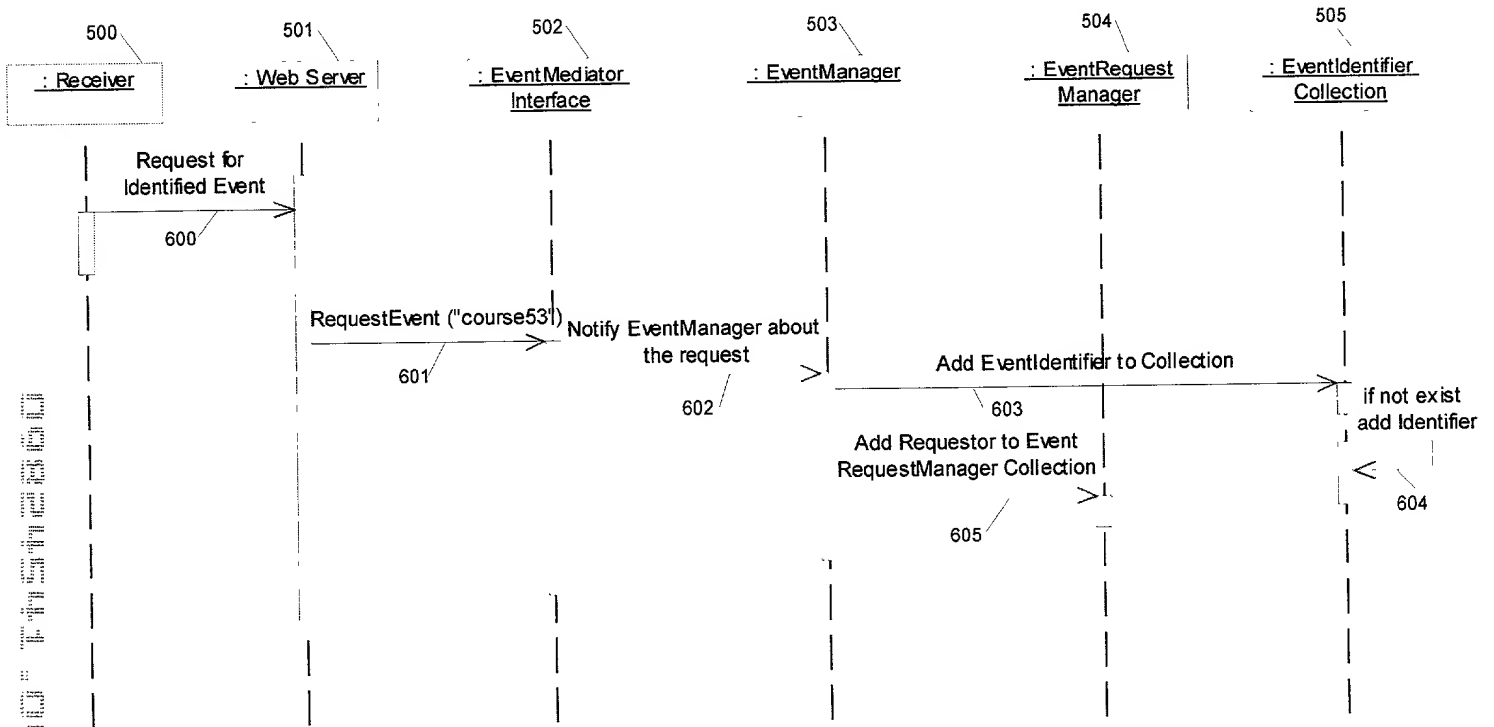 500
501
502
503
504
505
: Receiver
: Web Server
: EventMediator
Interface
: EventManager
: EventRequest
Manager
: EventIdentifier
Collection
Request for
Identified Event
600
RequestEvent ("course53")
601
Notify EventManager about
the request
602
Add EventIdentifier to Collection
603
if not exist
add Identifier
604
Add Requestor to Event
RequestManager Collection
605